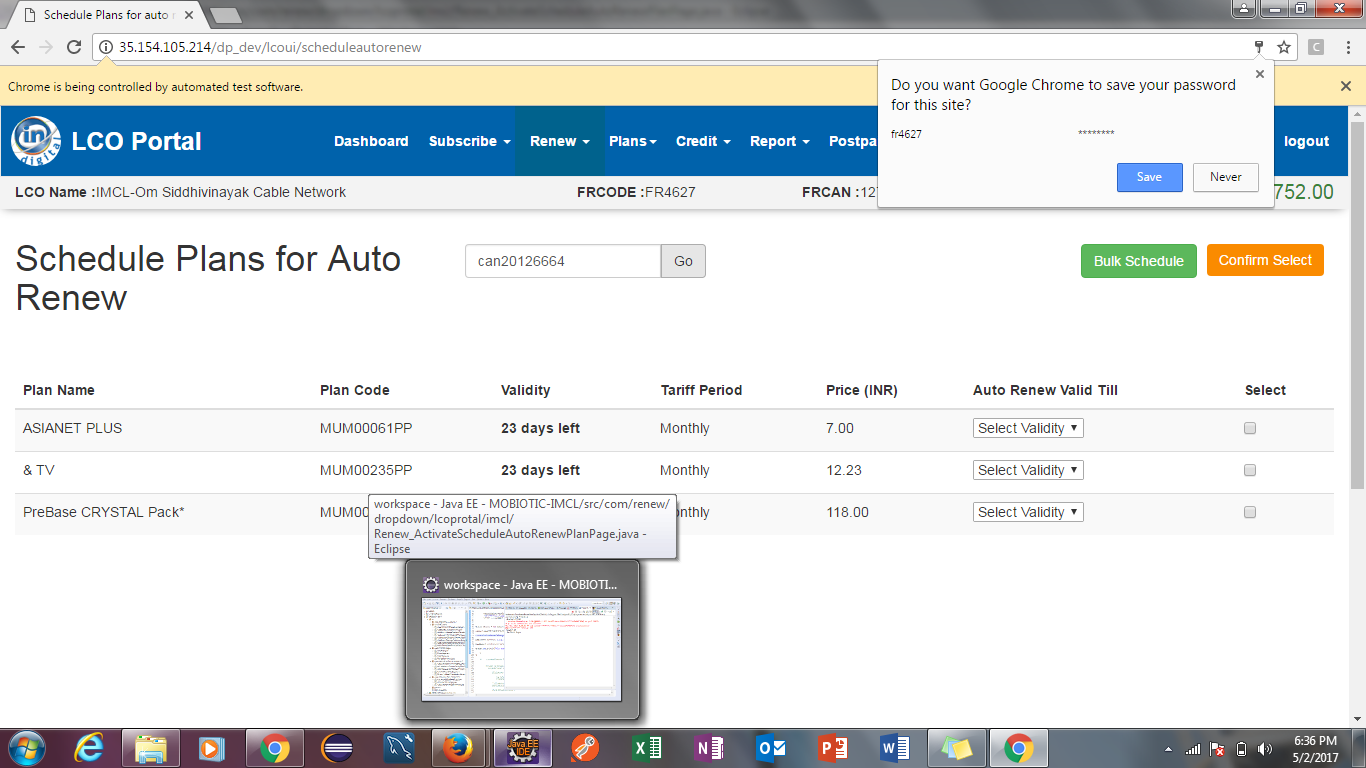 Schedule Plans for auto r
35.154.105.214/dp_dev/lcoui/scheduleautorenew
C
Chrome is being controlled by automated test software.
Do you want Google Chrome to save your password
for this site?
fr4627 ********
Save Never
in digital LCO Portal Dashboard Subscribe Renew Plans Credit Report Postpa logout
LCO Name :IMCL-Om Siddhivinayak Cable Network FRCODE :FR4627 FRCAN :12 752.00
Schedule Plans for Auto
Renew
can20126664 Go
Bulk Schedule Confirm Select
Plan Name Plan Code Validity Tariff Period Price (INR) Auto Renew Valid Till Select
ASIANET PLUS MUM00061PP 23 days left Monthly 7.00 Select Validity
& TV MUM00235PP 23 days left Monthly 12.23 Select Validity
PreBase CRYSTAL Pack* MUM00 onthly 118.00 Select Validity
workspace - Java EE - MOBIOTIC-IMCL/src/com/renew/
dropdown/lcoprotal/imcl/
Renew_ActivateScheduleAutoRenewPlanPage.java -
Eclipse
workspace - Java EE - MOBIOTI...
Java EE
IDE
6:36 PM
5/2/2017